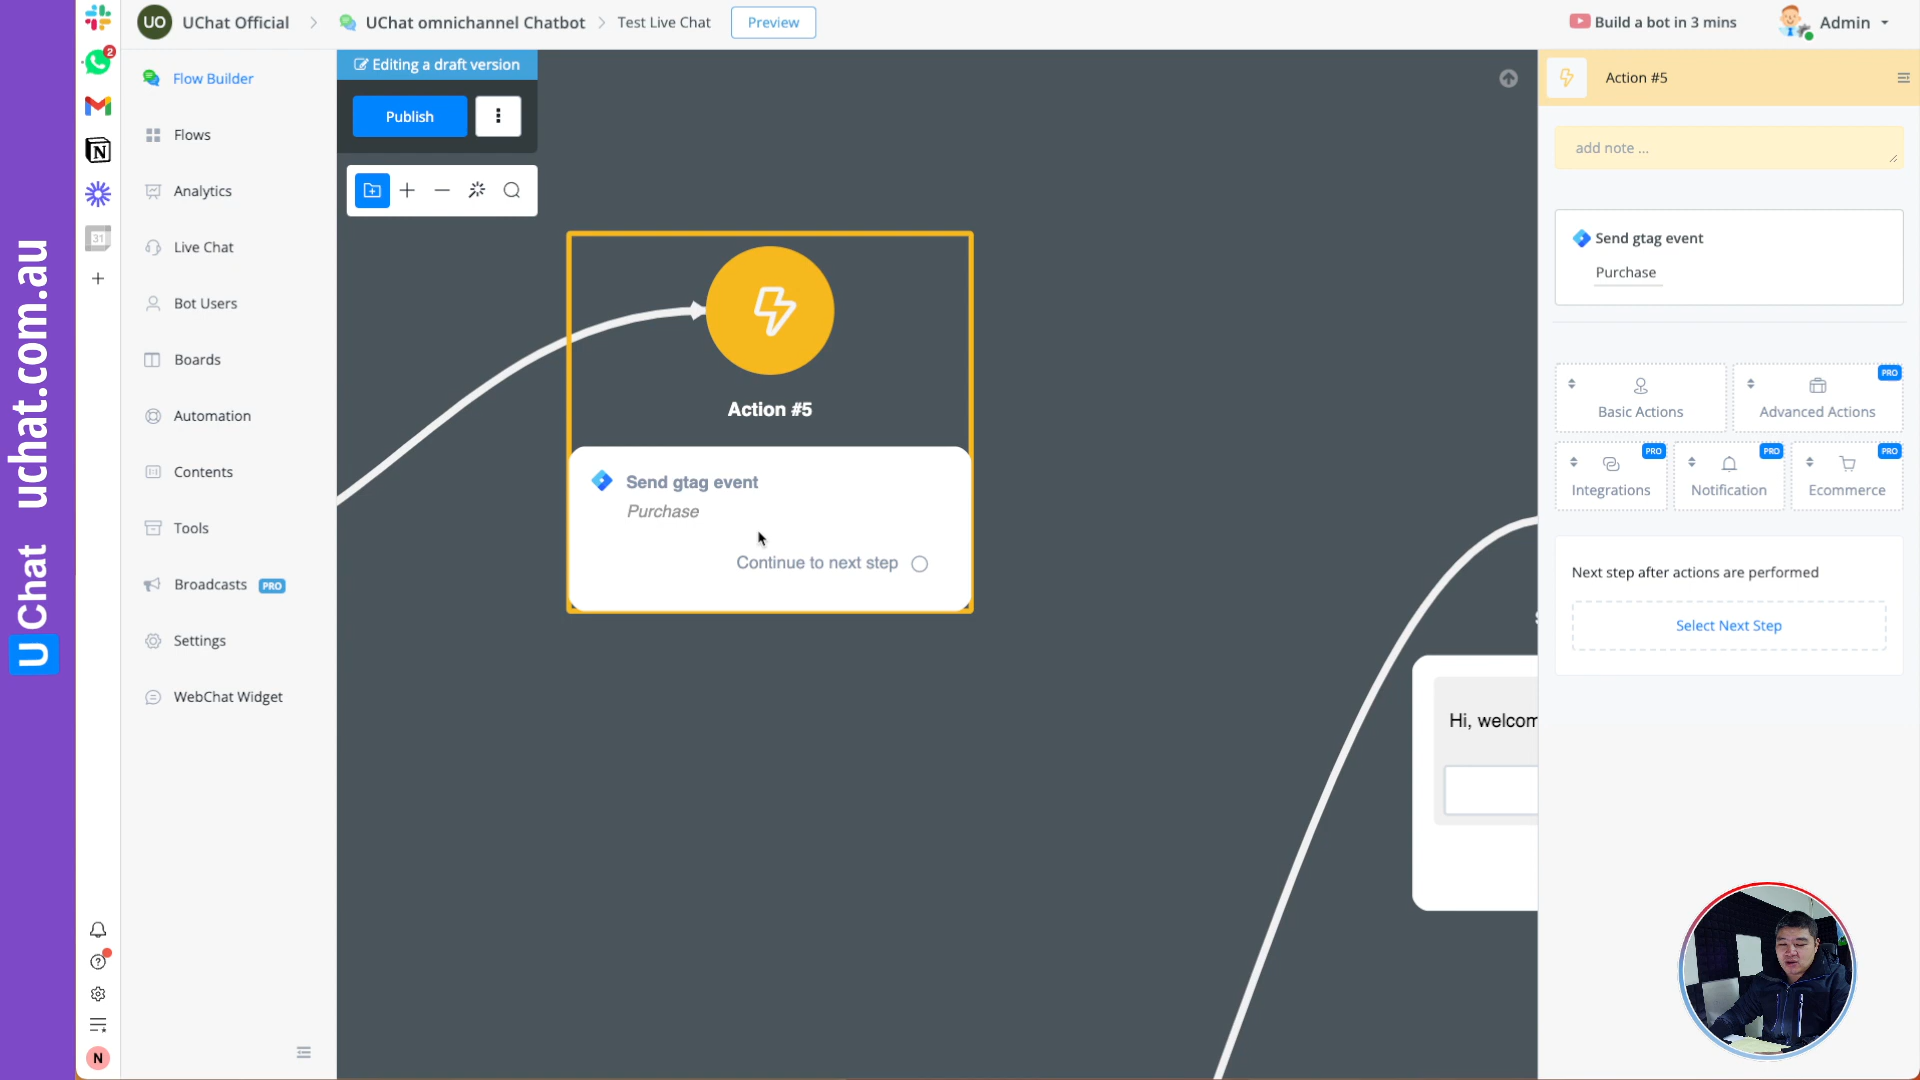 UChat uchat.com.au
U
2
31
N
UO UChat Official
UChat omnichannel Chatbot
Test Live Chat
Preview
Build a bot in 3 mins
Admin
Flow Builder
Flows
Analytics
Live Chat
Bot Users
Boards
Automation
Contents
Tools
Broadcasts PRO
Settings
WebChat Widget
N
Editing a draft version
Publish
Action #5
Send gtag event
Purchase
Continue to next step
Hi, welcom
Action #5
add note ...
Send gtag event
Purchase
Basic Actions
PRO
Advanced Actions
PRO
Integrations
PRO
Notification
PRO
Ecommerce
Next step after actions are performed
Select Next Step